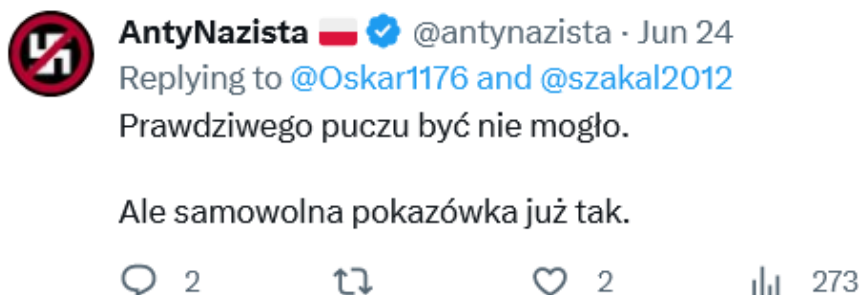 AntyNazista @antynazista · Jun 24
Replying to @Oskar1176 and @szakal2012
Prawdziwego puczu być nie mogło.
Ale samowolna pokazówka już tak.
2 2 273